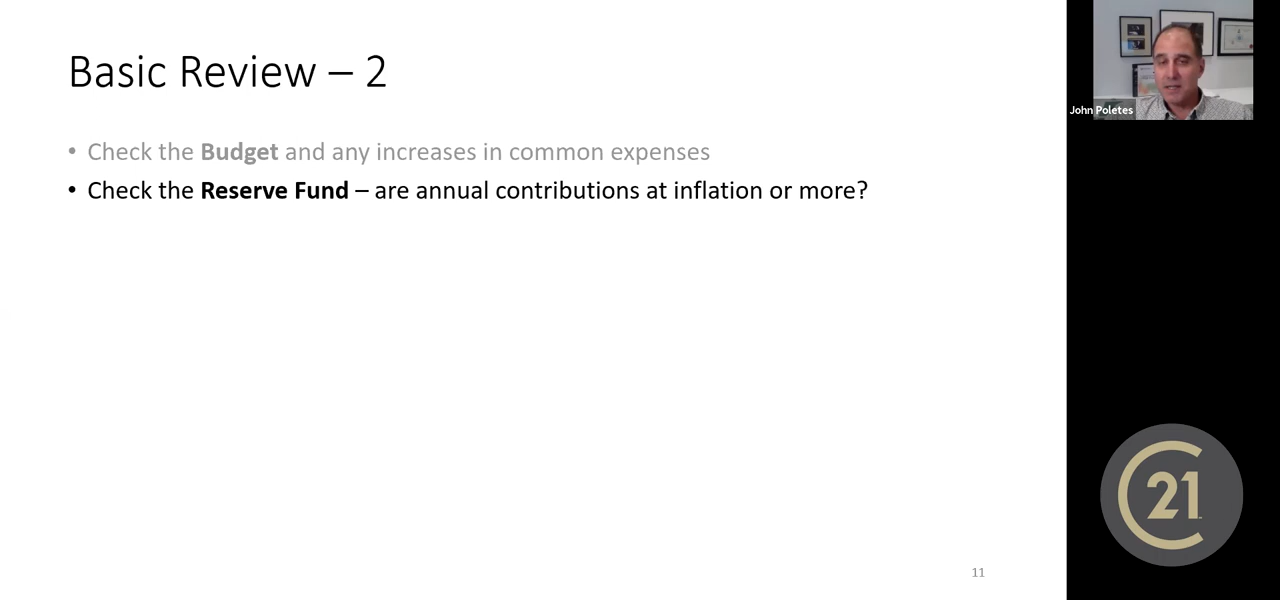 Basic Review – 2
• Check the Budget and any increases in common expenses
• Check the Reserve Fund – are annual contributions at inflation or more?
11
John Poletes
C21